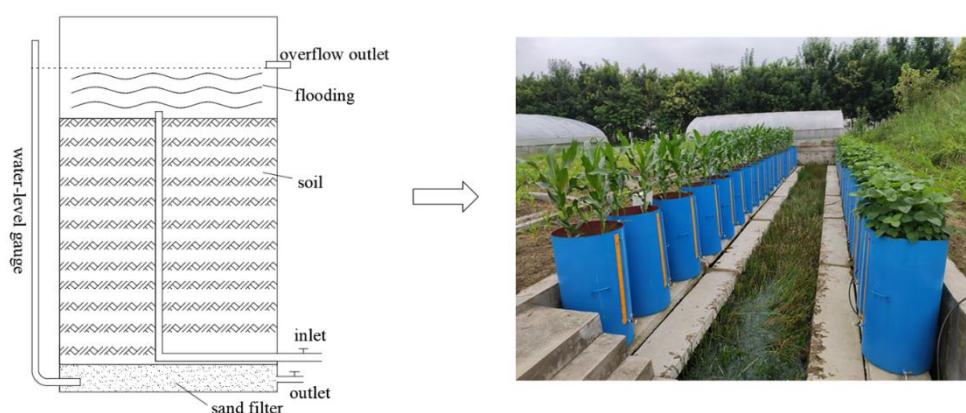 overflow outlet
flooding
soil
water-level gauge
inlet
outlet
sand filter